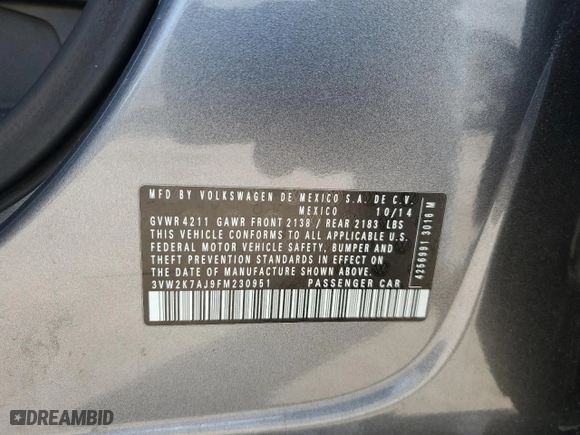 MFD BY VOLKSWAGEN DE MEXICO S.A. DE C.V.
MEXICO 10/14
GVWR 4211 GAWR FRONT 2138 / REAR 2183 LBS
THIS VEHICLE CONFORMS TO ALL APPLICABLE U.S.
FEDERAL MOTOR VEHICLE SAFETY, BUMPER AND
THEFT PREVENTION STANDARDS IN EFFECT ON
THE DATE OF MANUFACTURE SHOWN ABOVE.
3VW2K7AJ9FM230951 PASSENGER CAR
4256991 3016 M
DREAMBID